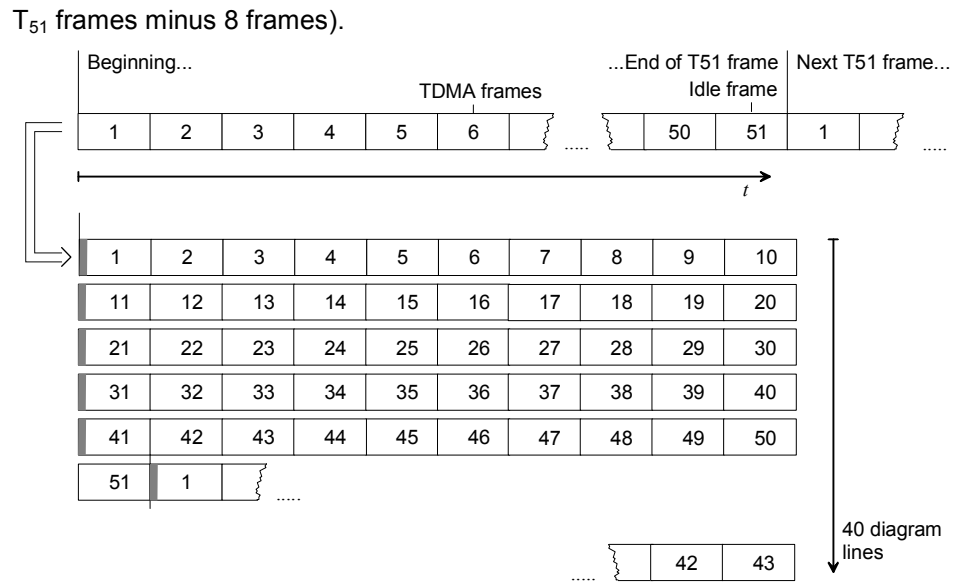 T51 frames minus 8 frames).
Beginning... ...End of T51 frame Next T51 frame...
TDMA frames Idle frame
1 2 3 4 5 6 ..... 50 51 1 .....
t
1 2 3 4 5 6 7 8 9 10
11 12 13 14 15 16 17 18 19 20
21 22 23 24 25 26 27 28 29 30
31 32 33 34 35 36 37 38 39 40
41 42 43 44 45 46 47 48 49 50
51 1 .....
40 diagram
lines
..... 42 43